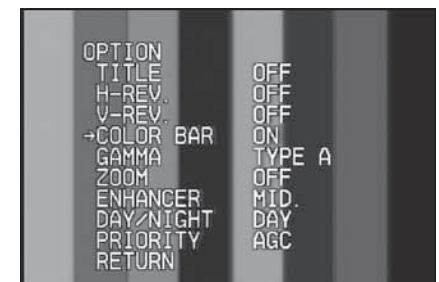 OPTION
TITLE OFF
H-REV. OFF
V-REV. OFF
→COLOR BAR ON
GAMMA TYPE A
ZOOM OFF
ENHANCER MID.
DAY/NIGHT DAY
PRIORITY AGC
RETURN